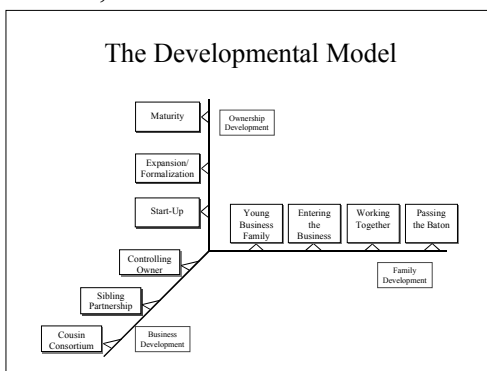 The Developmental Model
Maturity
Ownership
Development
Expansion/
Formalization
Start-Up
Young
Business
Family
Entering
the
Business
Working
Together
Passing
the Baton
Controlling
Owner
Family
Development
Sibling
Partnership
Cousin
Consortium
Business
Development